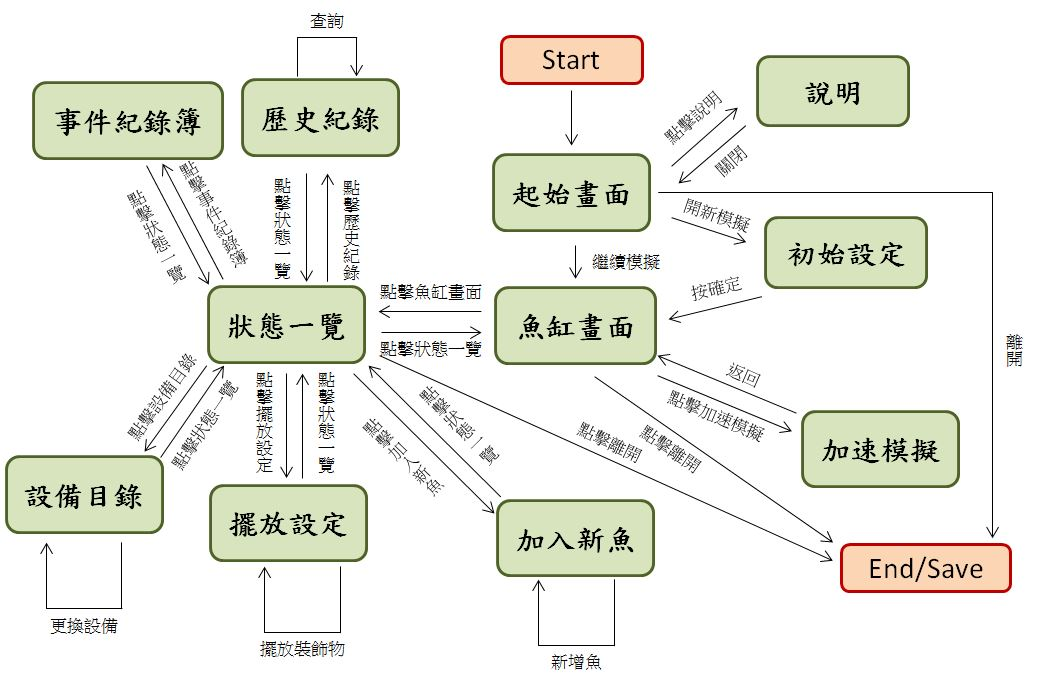 查詢
Start
事件紀錄簿
歷史紀錄
說明
點擊說明
關閉
起始畫面
開新模擬
初始設定
繼續模擬
按確定
點擊狀態一覽
點擊事件紀錄簿
點擊狀態一覽
點擊歷史紀錄
狀態一覽
點擊魚缸畫面
點擊狀態一覽
魚缸畫面
離開
返回
點擊加速模擬
加速模擬
點擊設備目錄
點擊狀態一覽
點擊擺放設定
點擊狀態一覽
點擊加入新魚
點擊狀態一覽
點擊離開
點擊離開
設備目錄
擺放設定
加入新魚
End/Save
更換設備
擺放裝飾物
新增魚